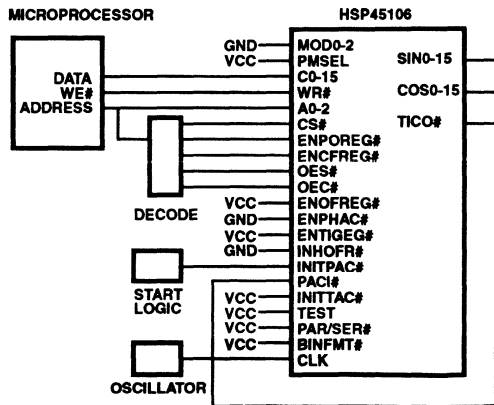 MICROPROCESSOR
DATA
WE#
ADDRESS
DECODE
START
LOGIC
OSCILLATOR
HSP45106
GND MOD0-2
VCC PMSEL
C0-15
WR#
A0-2
CS#
ENPOREG#
ENCFREG#
OES#
OEC#
VCC ENOFREG#
GND ENPHAC#
VCC ENTIGEG#
GND INHOFR#
INITPAC#
PACI#
VCC INITTAC#
VCC TEST
VCC PAR/SER#
VCC BINFMT#
CLK
SIN0-15
COS0-15
TICO#